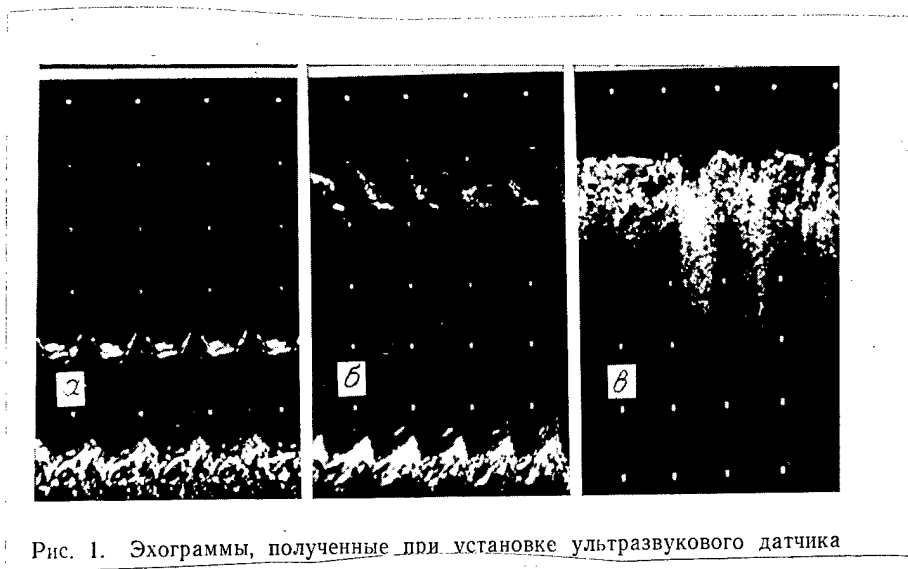 а
б
в
Рис. 1. Эхограммы, полученные при установке ультразвукового датчика